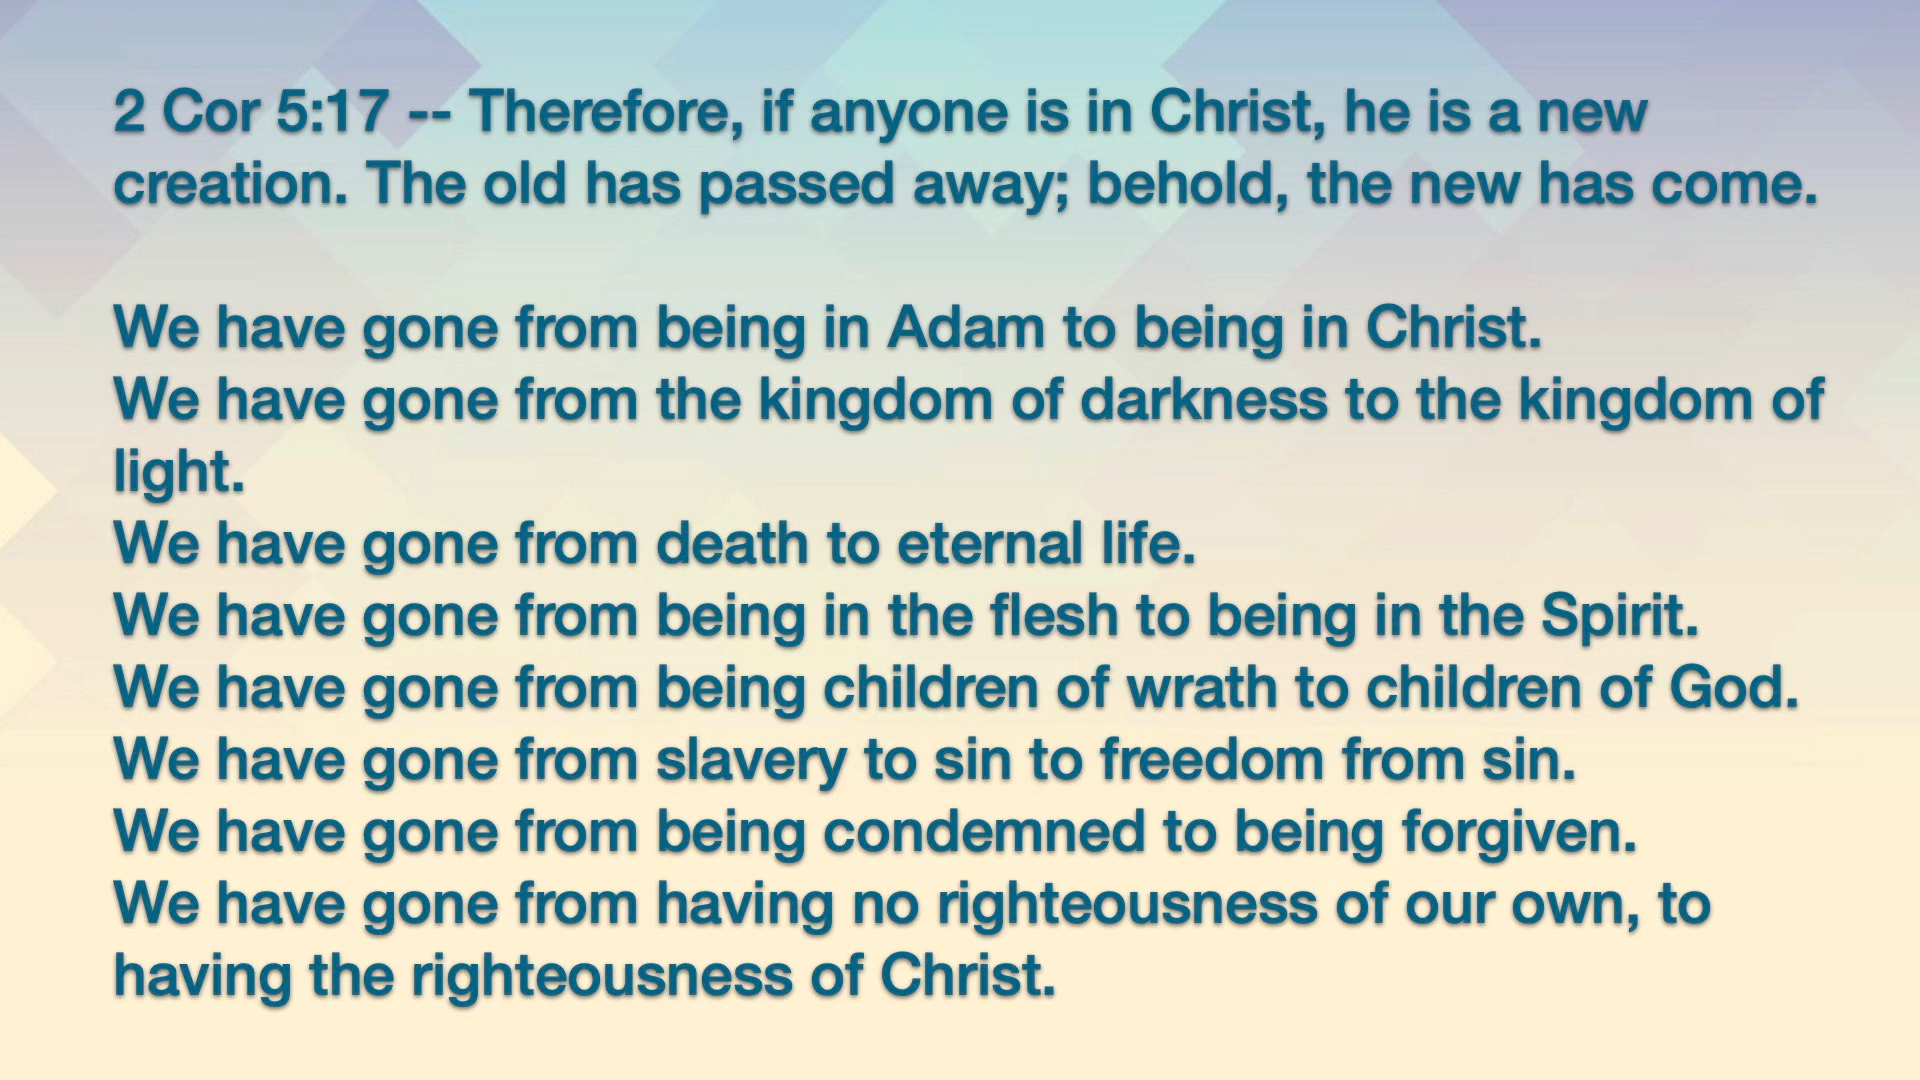 2 Cor 5:17 -- Therefore, if anyone is in Christ, he is a new
creation. The old has passed away; behold, the new has come.
We have gone from being in Adam to being in Christ.
We have gone from the kingdom of darkness to the kingdom of
light.
We have gone from death to eternal life.
We have gone from being in the flesh to being in the Spirit.
We have gone from being children of wrath to children of God.
We have gone from slavery to sin to freedom from sin.
We have gone from being condemned to being forgiven.
We have gone from having no righteousness of our own, to
having the righteousness of Christ.